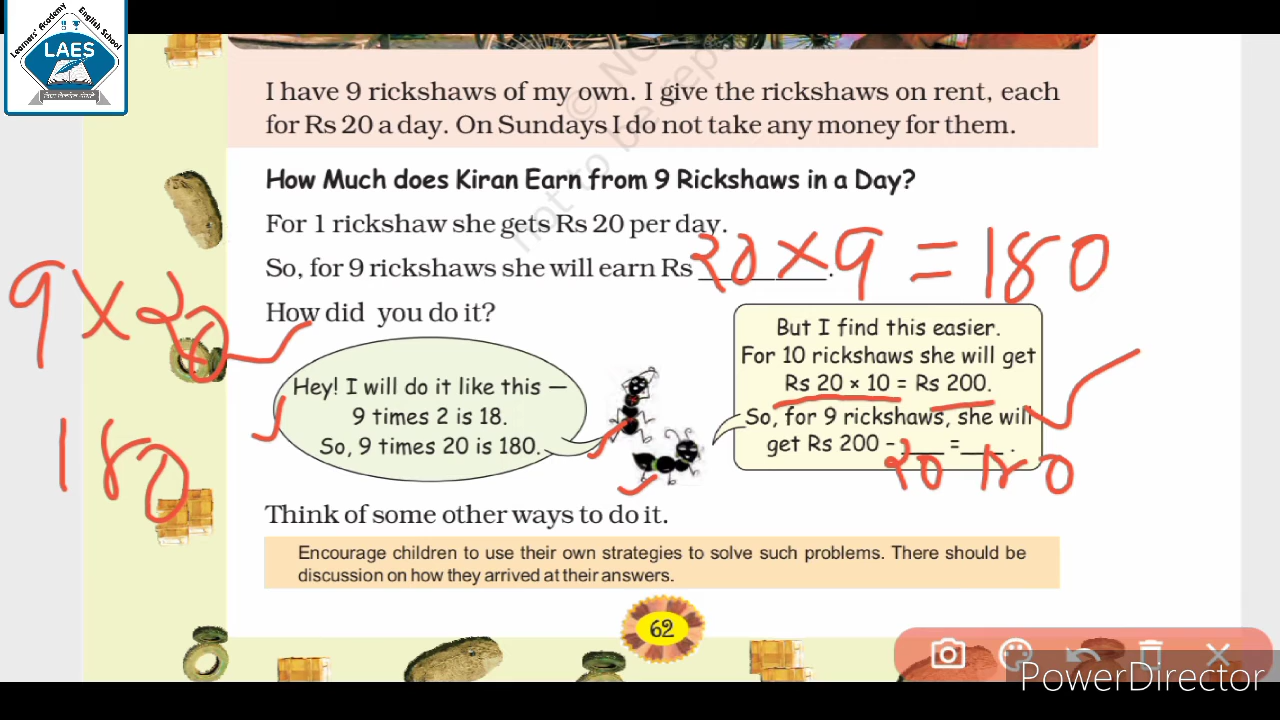 Learners' Academy English School
LAES
I have 9 rickshaws of my own. I give the rickshaws on rent, each
for Rs 20 a day. On Sundays I do not take any money for them.
How Much does Kiran Earn from 9 Rickshaws in a Day?
For 1 rickshaw she gets Rs 20 per day.
So, for 9 rickshaws she will earn Rs ________.
20 × 9 = 180
How did you do it?
9 × 20
180
Hey! I will do it like this —
9 times 2 is 18.
So, 9 times 20 is 180.
But I find this easier.
For 10 rickshaws she will get
Rs 20 × 10 = Rs 200.
So, for 9 rickshaws, she will
get Rs 200 - ____ =____ .
20 180
Think of some other ways to do it.
Encourage children to use their own strategies to solve such problems. There should be
discussion on how they arrived at their answers.
62
PowerDirector